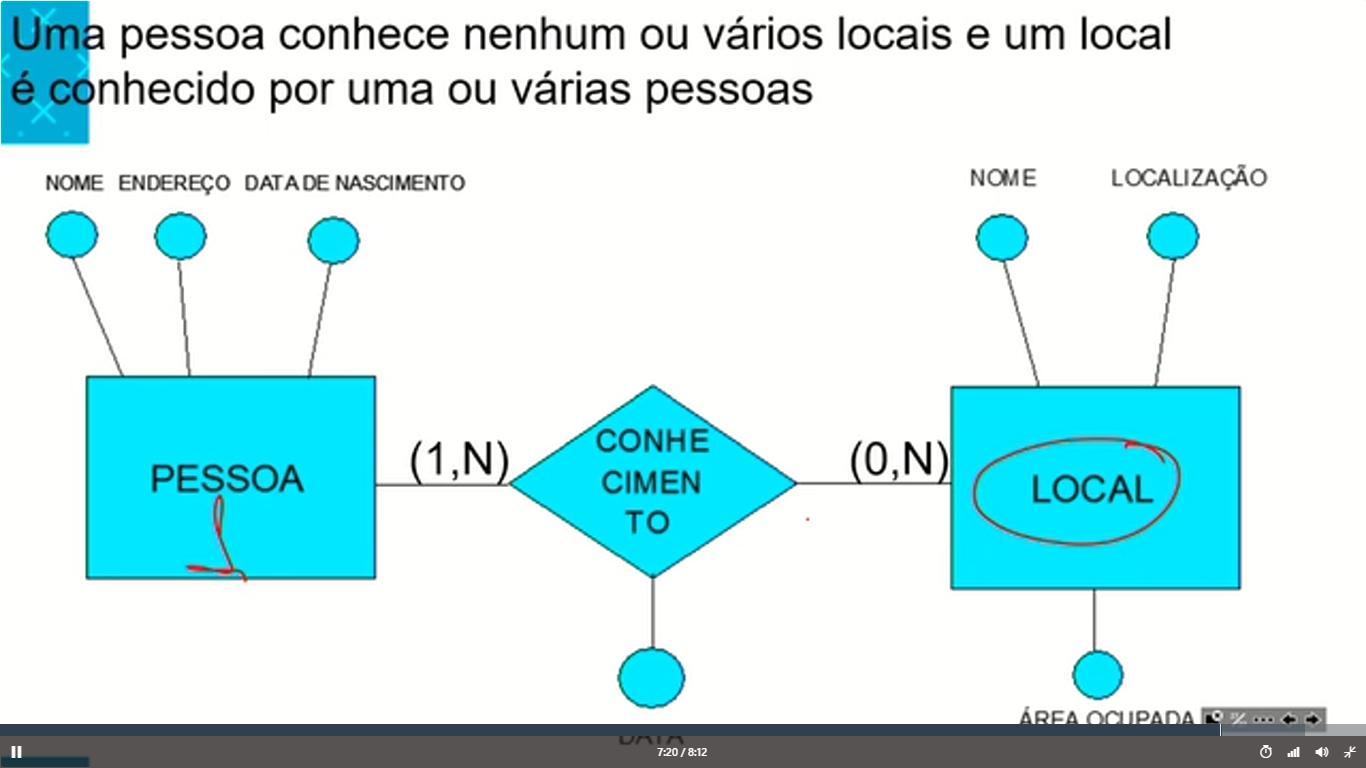 Uma pessoa conhece nenhum ou vários locais e um local
é conhecido por uma ou várias pessoas
NOME ENDEREÇO DATA DE NASCIMENTO
NOME LOCALIZAÇÃO
PESSOA
(1,N)
CONHE
CIMEN
TO
(0,N)
LOCAL
DATA
ÁREA OCUPADA
7:20 / 8:12